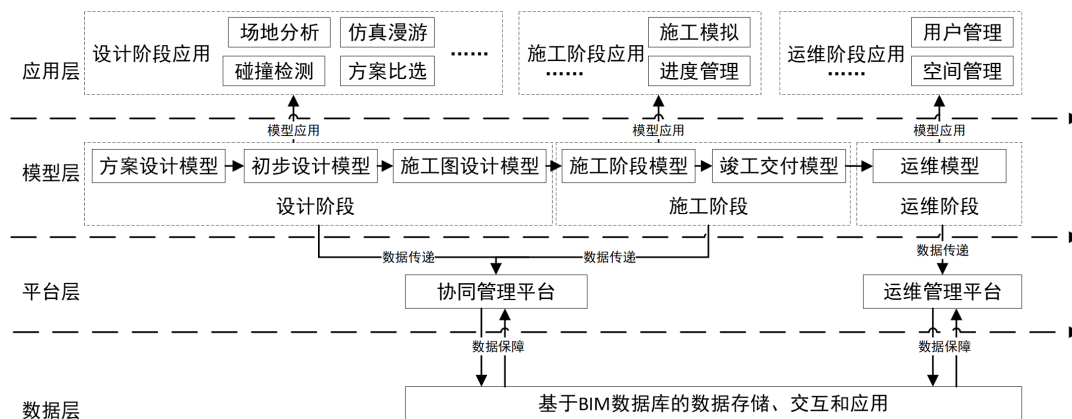 应用层
设计阶段应用
场地分析
仿真漫游
碰撞检测
方案比选
……
施工阶段应用
……
施工模拟
进度管理
运维阶段应用
……
用户管理
空间管理
模型应用
模型应用
模型应用
模型层
方案设计模型
初步设计模型
施工图设计模型
施工阶段模型
竣工交付模型
运维模型
设计阶段
施工阶段
运维阶段
数据传递
数据传递
数据传递
平台层
协同管理平台
运维管理平台
数据保障
数据保障
数据层
基于BIM数据库的数据存储、交互和应用